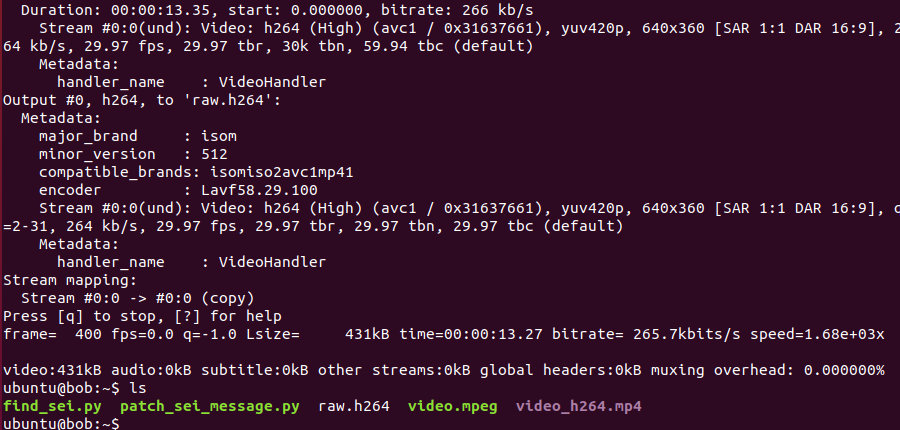 Duration: 00:00:13.35, start: 0.000000, bitrate: 266 kb/s
Stream #0:0(und): Video: h264 (High) (avc1 / 0x31637661), yuv420p, 640x360 [SAR 1:1 DAR 16:9], 2
64 kb/s, 29.97 fps, 29.97 tbr, 30k tbn, 59.94 tbc (default)
Metadata:
handler_name    : VideoHandler
Output #0, h264, to 'raw.h264':
Metadata:
major_brand     : isom
minor_version   : 512
compatible_brands: isomiso2avc1mp41
encoder         : Lavf58.29.100
Stream #0:0(und): Video: h264 (High) (avc1 / 0x31637661), yuv420p, 640x360 [SAR 1:1 DAR 16:9], q
=2-31, 264 kb/s, 29.97 fps, 29.97 tbr, 29.97 tbn, 29.97 tbc (default)
Metadata:
handler_name    : VideoHandler
Stream mapping:
Stream #0:0 -> #0:0 (copy)
Press [q] to stop, [?] for help
frame=  400 fps=0.0 q=-1.0 Lsize=     431kB time=00:00:13.27 bitrate= 265.7kbits/s speed=1.68e+03x
video:431kB audio:0kB subtitle:0kB other streams:0kB global headers:0kB muxing overhead: 0.000000%
ubuntu@bob:~$ ls
find_sei.py  patch_sei_message.py  raw.h264  video.mpeg  video_h264.mp4
ubuntu@bob:~$